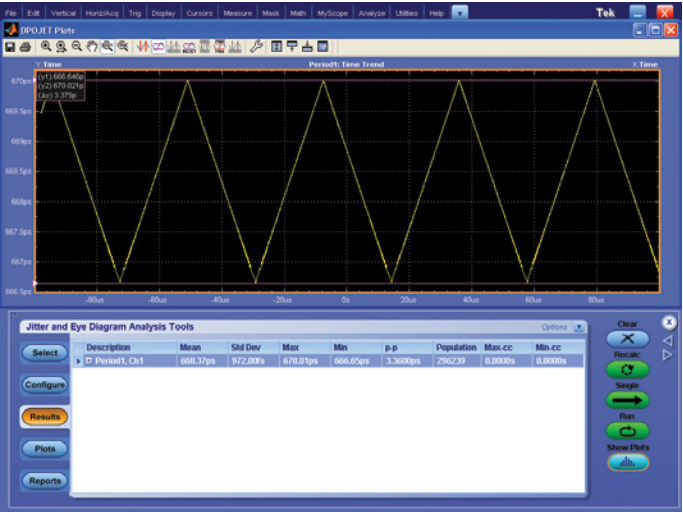 File Edit Vertical Horiz/Acq Trig Display Cursors Measure Mask Math MyScope Analyze Utilities Help Tek
DPOJET Plots
Y:Time Period1: Time Trend X:Time
(y1) 666.646p
(y2) 670.021p
(Δy) 3.375p
670ps
669.5ps
669ps
668.5ps
668ps
667.5ps
667ps
666.5ps
-80us -60us -40us -20us 0s 20us 40us 60us 80us
Jitter and Eye Diagram Analysis Tools Options Clear
Description Mean Std Dev Max Min p-p Population Max-cc Min-cc
Period1, Ch1 668.37ps 972.00fs 670.01ps 666.65ps 3.3600ps 296239 0.0000s 0.0000s
Select
Configure
Results
Plots
Reports
Recalc
Single
Run
Show Plots